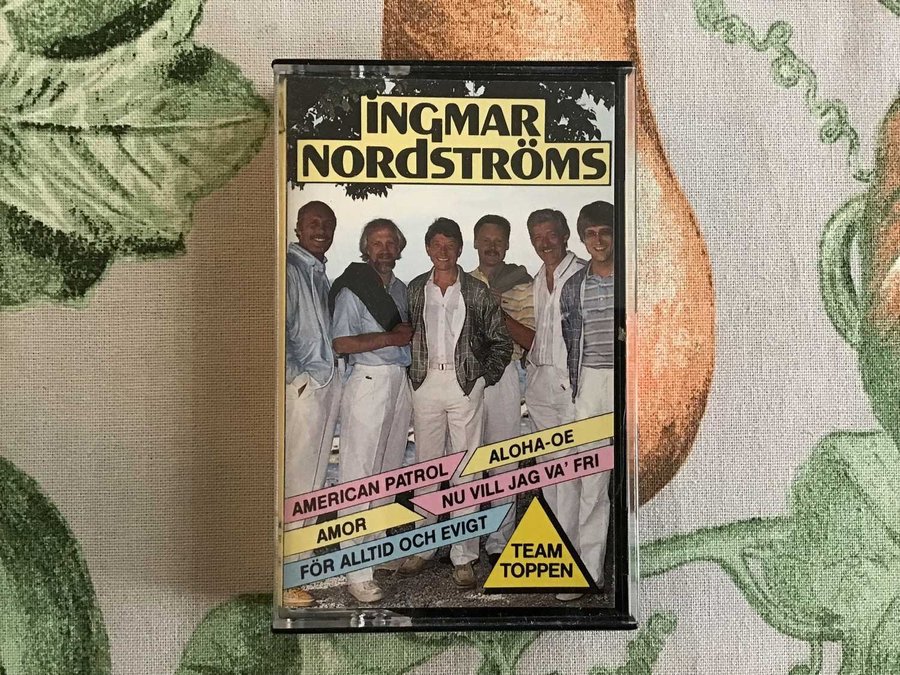 INGMAR
NORDSTRÖMS
ALOHA-OE
AMERICAN PATROL
NU VILL JAG VA' FRI
AMOR
FÖR ALLTID OCH EVIGT
TEAM
TOPPEN